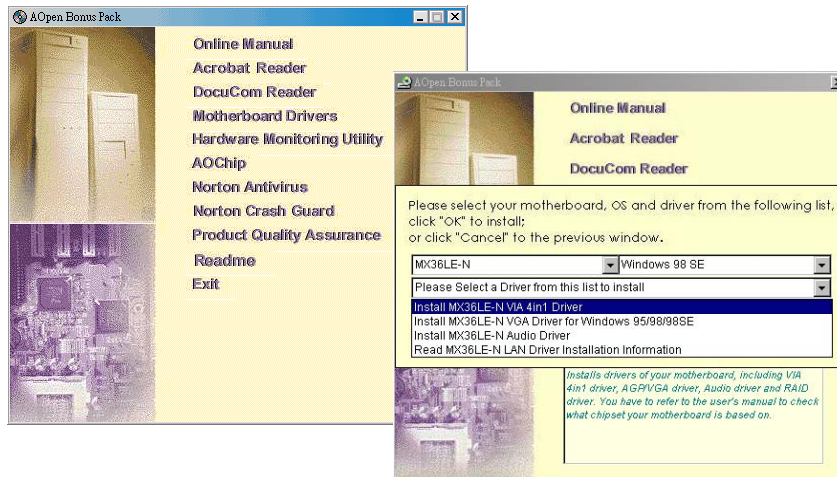 AOpen Bonus Pack
Online Manual
Acrobat Reader
DocuCom Reader
Motherboard Drivers
Hardware Monitoring Utility
AOChip
Norton Antivirus
Norton Crash Guard
Product Quality Assurance
Readme
Exit
AOpen Bonus Pack
Online Manual
Acrobat Reader
DocuCom Reader
Please select your motherboard, OS and driver from the following list,
click "OK" to install;
or click "Cancel" to the previous window.
MX36LE-N Windows 98 SE
Please Select a Driver from this list to install
Install MX36LE-N VIA 4in1 Driver
Install MX36LE-N VGA Driver for Windows 95/98/98SE
Install MX36LE-N Audio Driver
Read MX36LE-N LAN Driver Installation Information
Installs drivers of your motherboard, including VIA
4in1 driver, AGP/VGA driver, Audio driver and RAID
driver. You have to refer to the user's manual to check
what chipset your motherboard is based on.